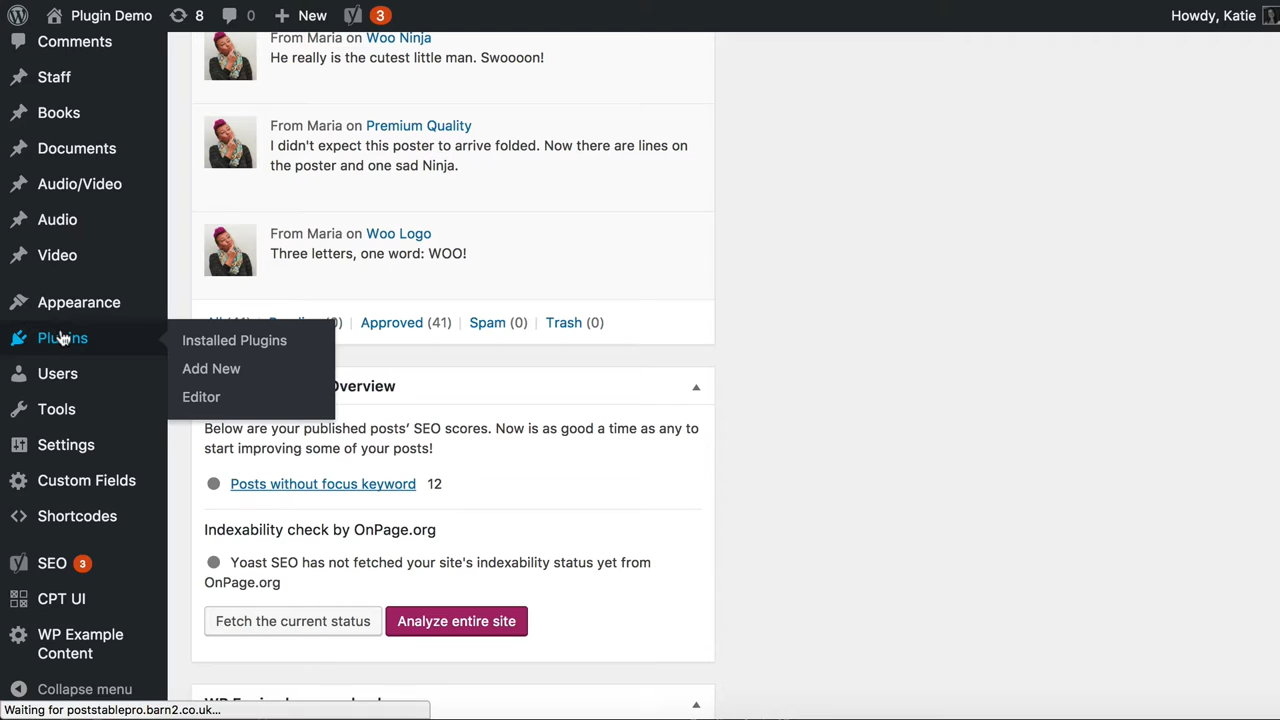 Plugin Demo 8 0 New 3 Howdy, Katie
Comments
Staff
Books
Documents
Audio/Video
Audio
Video
Appearance
Plugins
Users
Tools
Settings
Custom Fields
Shortcodes
SEO 3
CPT UI
WP Example
Content
Collapse menu
Installed Plugins
Add New
Editor
From Maria on Woo Ninja
He really is the cutest little man. Swoooon!
From Maria on Premium Quality
I didn't expect this poster to arrive folded. Now there are lines on
the poster and one sad Ninja.
From Maria on Woo Logo
Three letters, one word: WOO!
Approved (41) | Spam (0) | Trash (0)
Overview
Below are your published posts' SEO scores. Now is as good a time as any to
start improving some of your posts!
Posts without focus keyword 12
Indexability check by OnPage.org
Yoast SEO has not fetched your site's indexability status yet from
OnPage.org
Fetch the current status Analyze entire site
Waiting for poststablepro.barn2.co.uk...